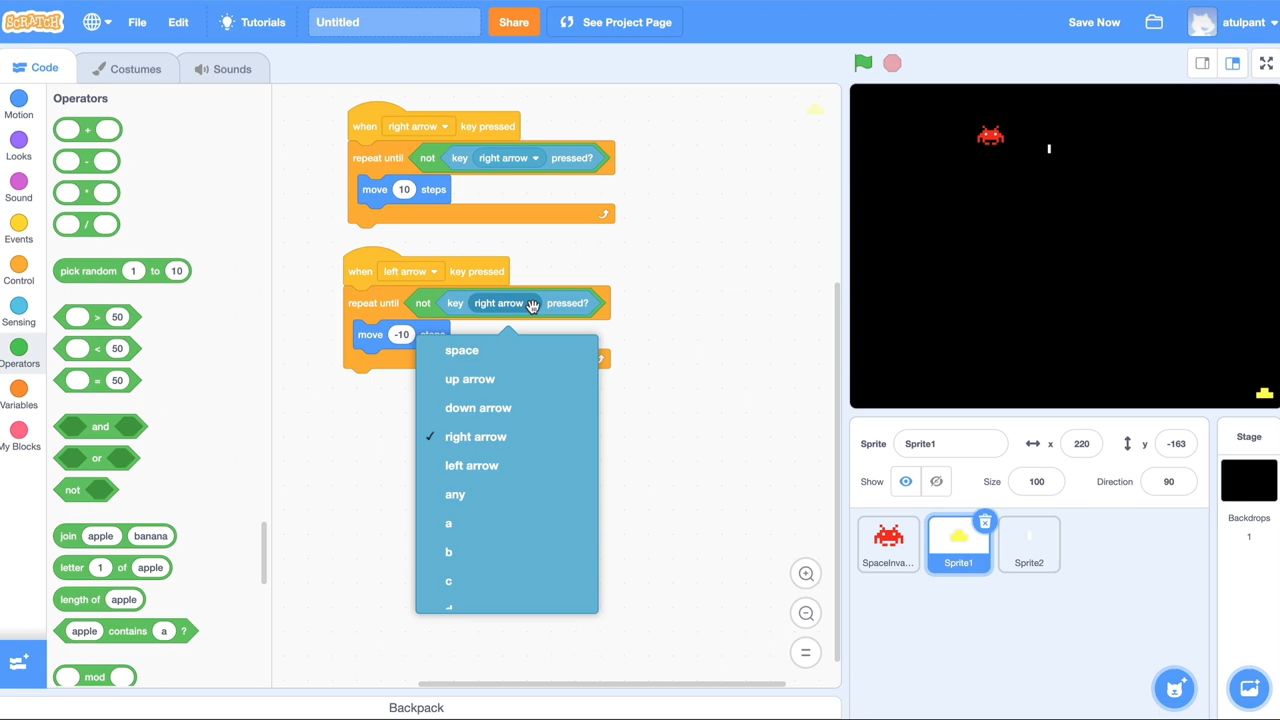 SCRATCH File Edit Tutorials Untitled Share See Project Page Save Now atulpant
Code Costumes Sounds
Motion
Looks
Sound
Events
Control
Sensing
Operators
Variables
My Blocks
Operators
+
-
*
/
pick random 1 to 10
> 50
< 50
= 50
and
or
not
join apple banana
letter 1 of apple
length of apple
apple contains a ?
mod
when right arrow key pressed
repeat until not key right arrow pressed?
move 10 steps
when left arrow key pressed
repeat until not key right arrow pressed?
move -10 steps
space
up arrow
down arrow
✓ right arrow
left arrow
any
a
b
c
d
=
Backpack
Sprite Sprite1 x 220 y -163
Show Size 100 Direction 90
SpaceInva... Sprite1 Sprite2
Stage
Backdrops
1